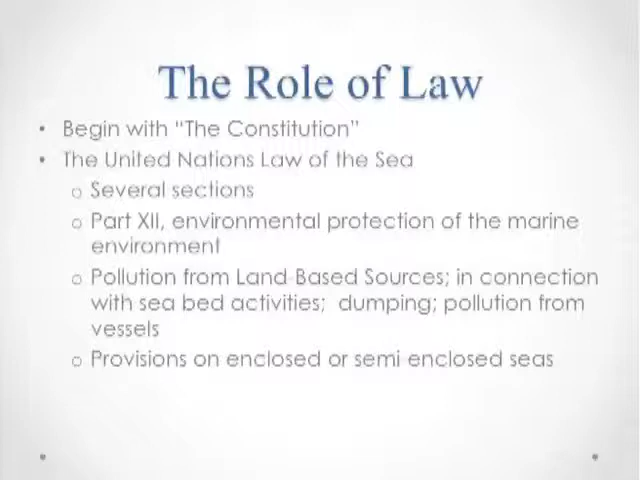 The Role of Law
• Begin with “The Constitution”
• The United Nations Law of the Sea
o Several sections
o Part XII, environmental protection of the marine
environment
o Pollution from Land Based Sources; in connection
with sea bed activities; dumping; pollution from
vessels
o Provisions on enclosed or semi enclosed seas